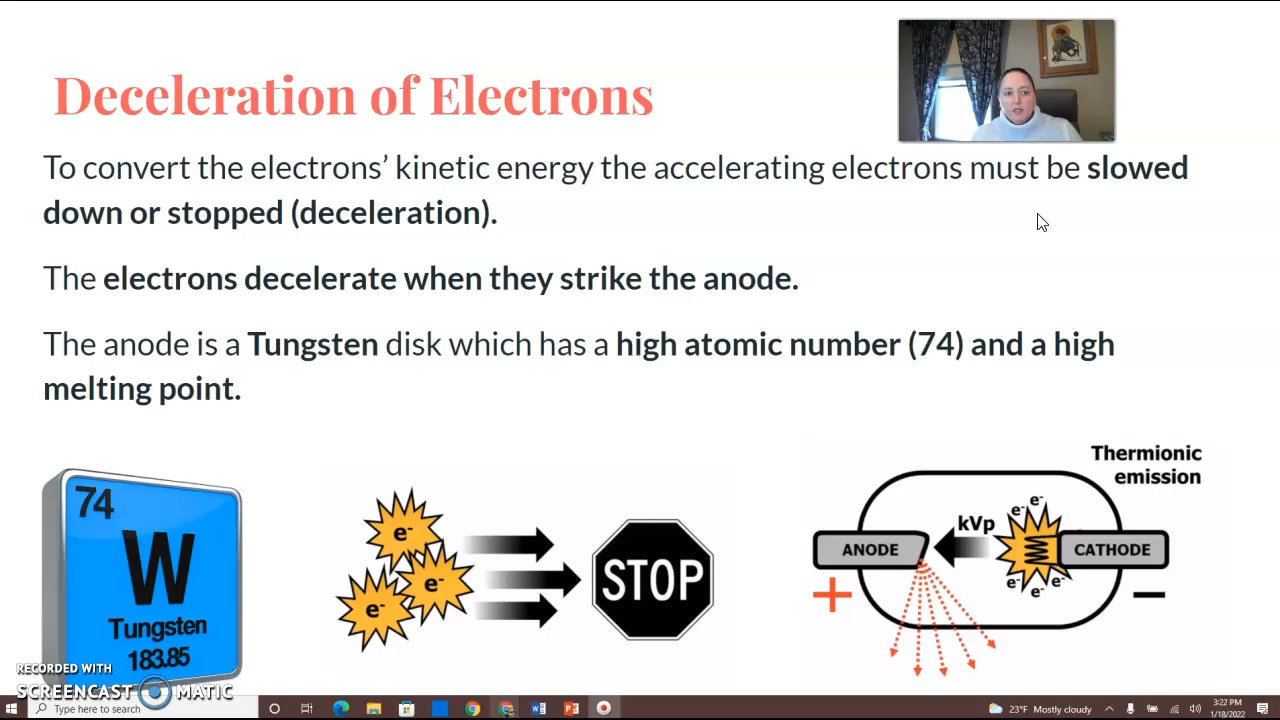 Deceleration of Electrons
To convert the electrons’ kinetic energy the accelerating electrons must be slowed
down or stopped (deceleration).
The electrons decelerate when they strike the anode.
The anode is a Tungsten disk which has a high atomic number (74) and a high
melting point.
74
W
Tungsten
183.85
e-
e-
e-
STOP
Thermionic
emission
kVp
e-
e-
ANODE
CATHODE
e-
e-
e-
+
−
RECORDED WITH
SCREENCAST MATIC
Type here to search
23°F Mostly cloudy
3:22 PM
1/18/2022